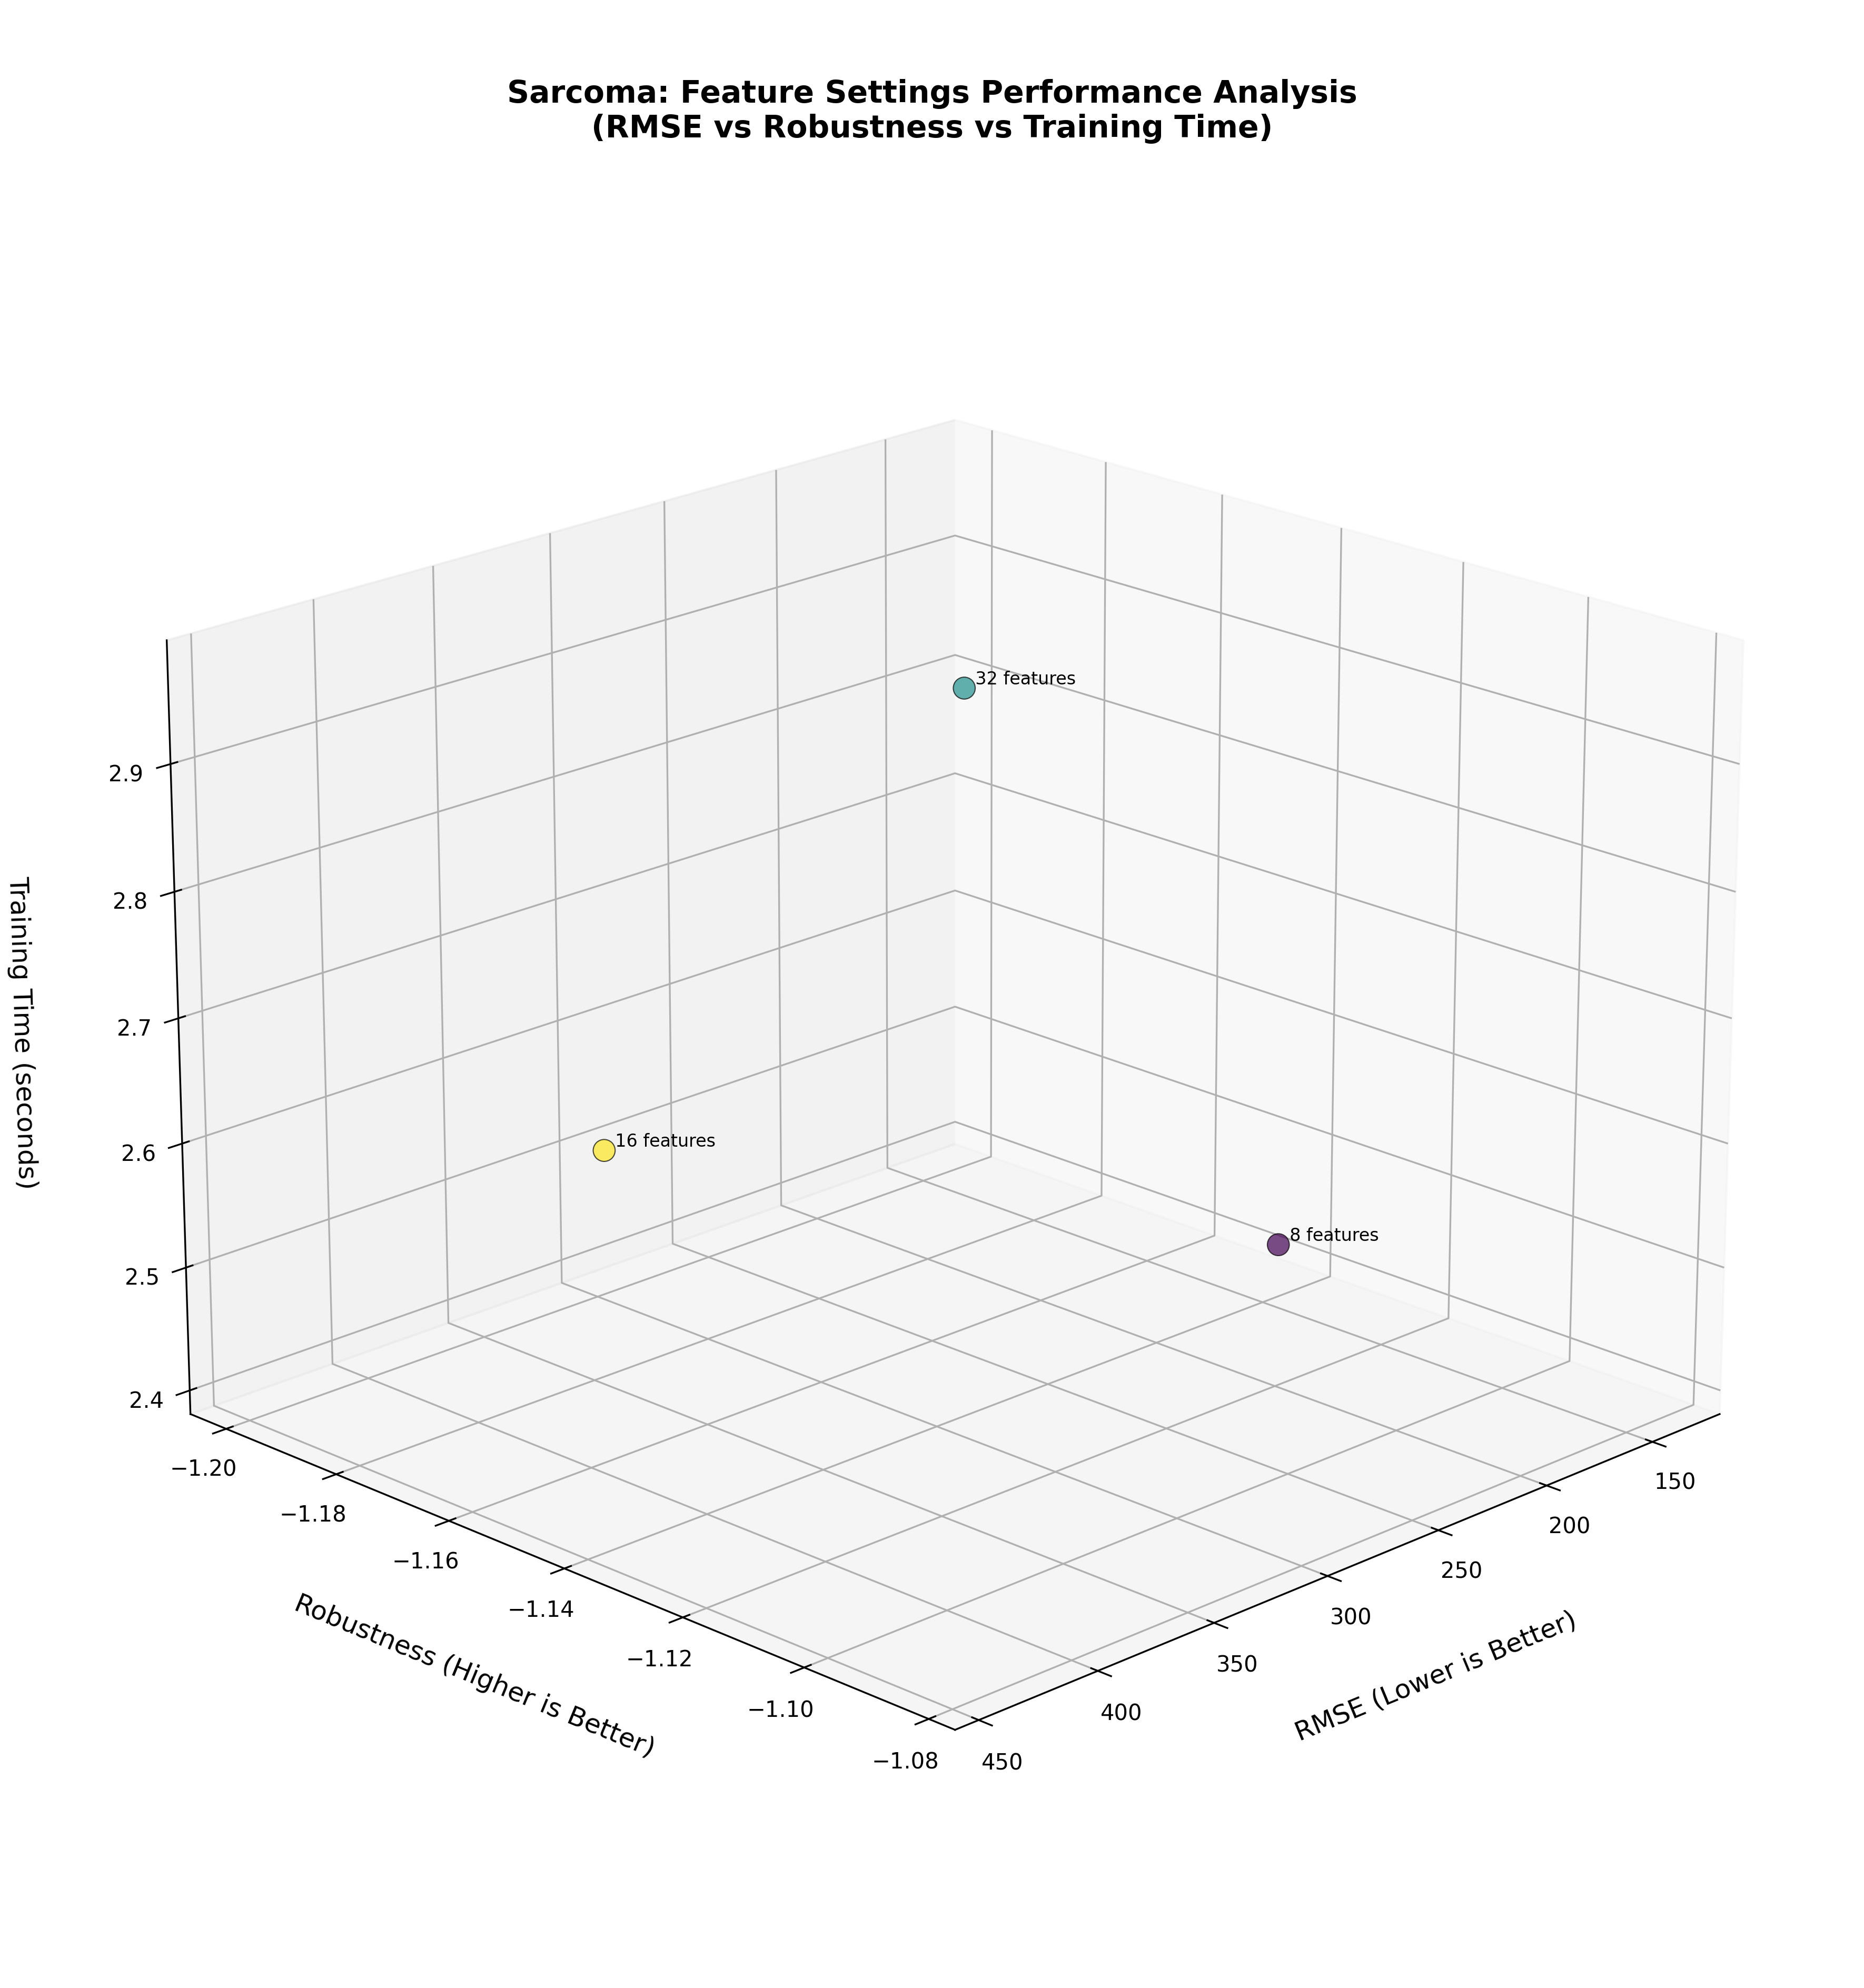 Sarcoma: Feature Settings Performance Analysis
(RMSE vs Robustness vs Training Time)
32 features
16 features
8 features
2.9
2.8
2.7
2.6
2.5
2.4
Training Time (seconds)
−1.20
−1.18
−1.16
−1.14
−1.12
−1.10
−1.08
Robustness (Higher is Better)
150
200
250
300
350
400
450
RMSE (Lower is Better)